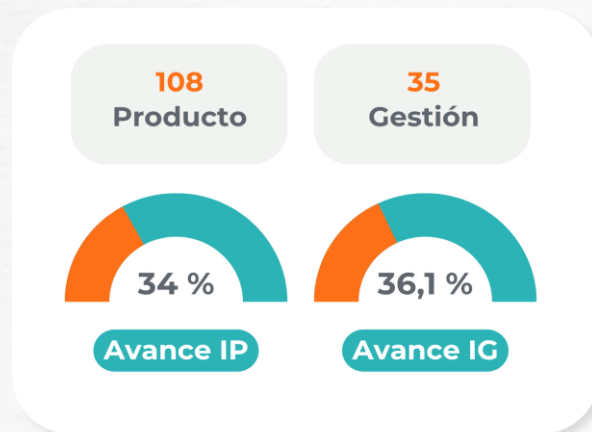 108
Producto
35
Gestión
34 %
36,1 %
Avance IP
Avance IG